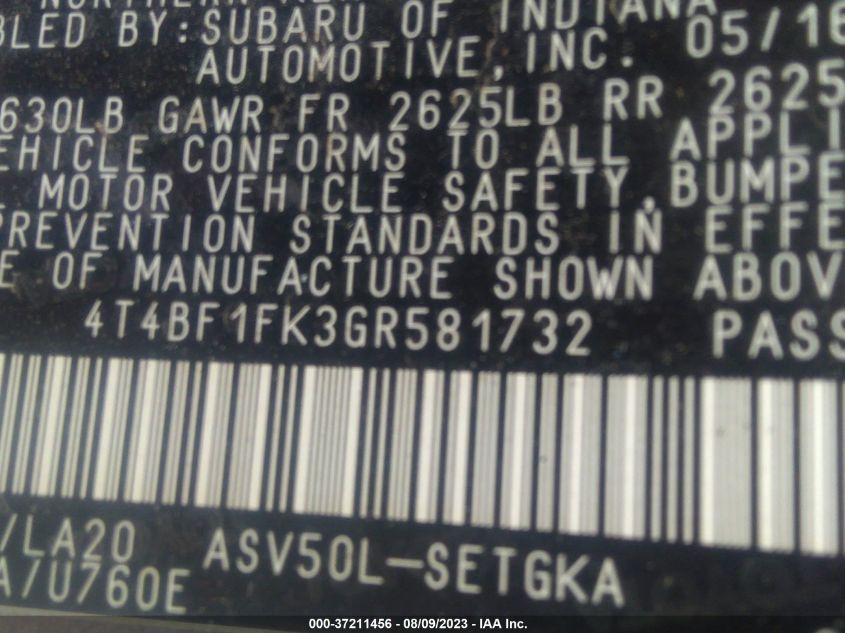 BLED BY:SUBARU OF INDIANA
AUTOMOTIVE,INC. 05/16
630LB GAWR FR 2625LB RR 2625
EHICLE CONFORMS TO ALL APPLI
MOTOR VEHICLE SAFETY,BUMPE
PREVENTION STANDARDS IN EFFE
E OF MANUFACTURE SHOWN ABOV
4T4BF1FK3GR581732 PASS
/LA20 ASV50L-SETGKA
A/U760E
000-37211456 - 08/09/2023 - IAA Inc.